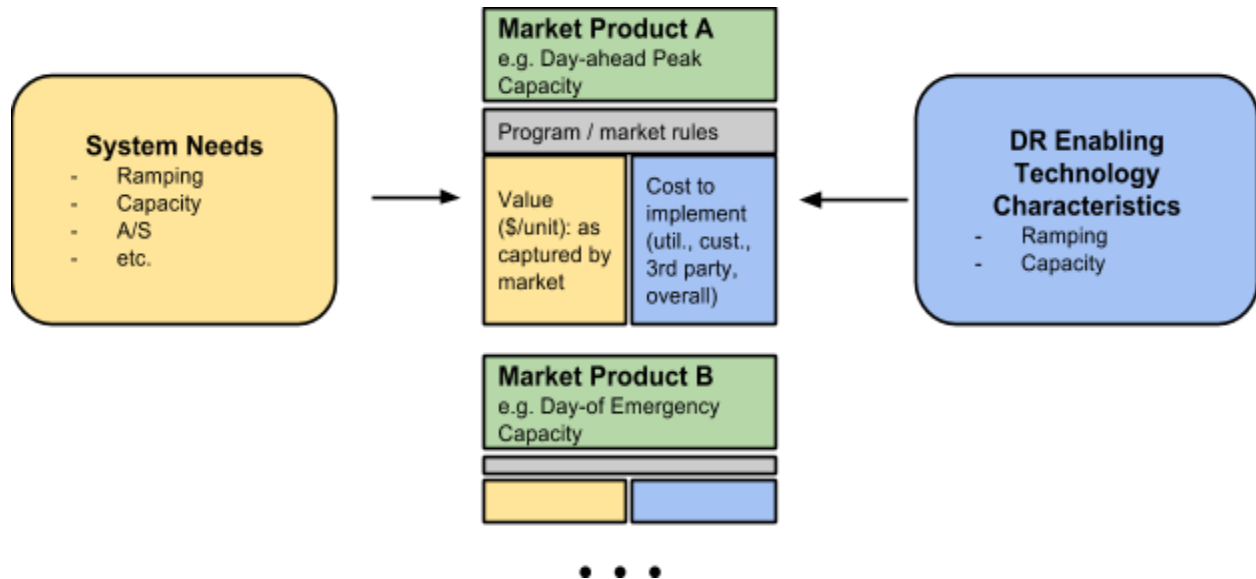 System Needs
- Ramping
- Capacity
- A/S
- etc.
Market Product A
e.g. Day-ahead Peak
Capacity
Program / market rules
Value
($/unit): as
captured by
market
Cost to
implement
(util., cust.,
3rd party,
overall)
DR Enabling
Technology
Characteristics
- Ramping
- Capacity
Market Product B
e.g. Day-of Emergency
Capacity
• • •